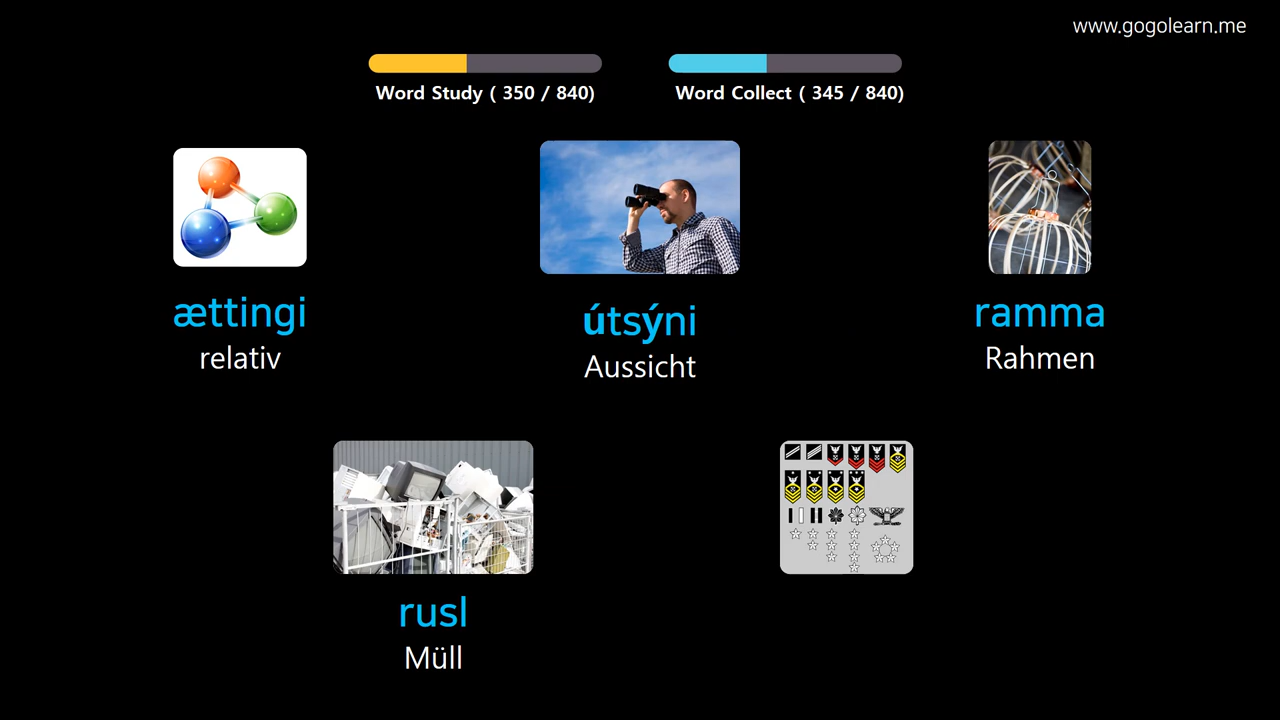 www.gogolearn.me
Word Study ( 350 / 840)
Word Collect ( 345 / 840)
ættingi
relativ
útsýni
Aussicht
ramma
Rahmen
rusl
Müll